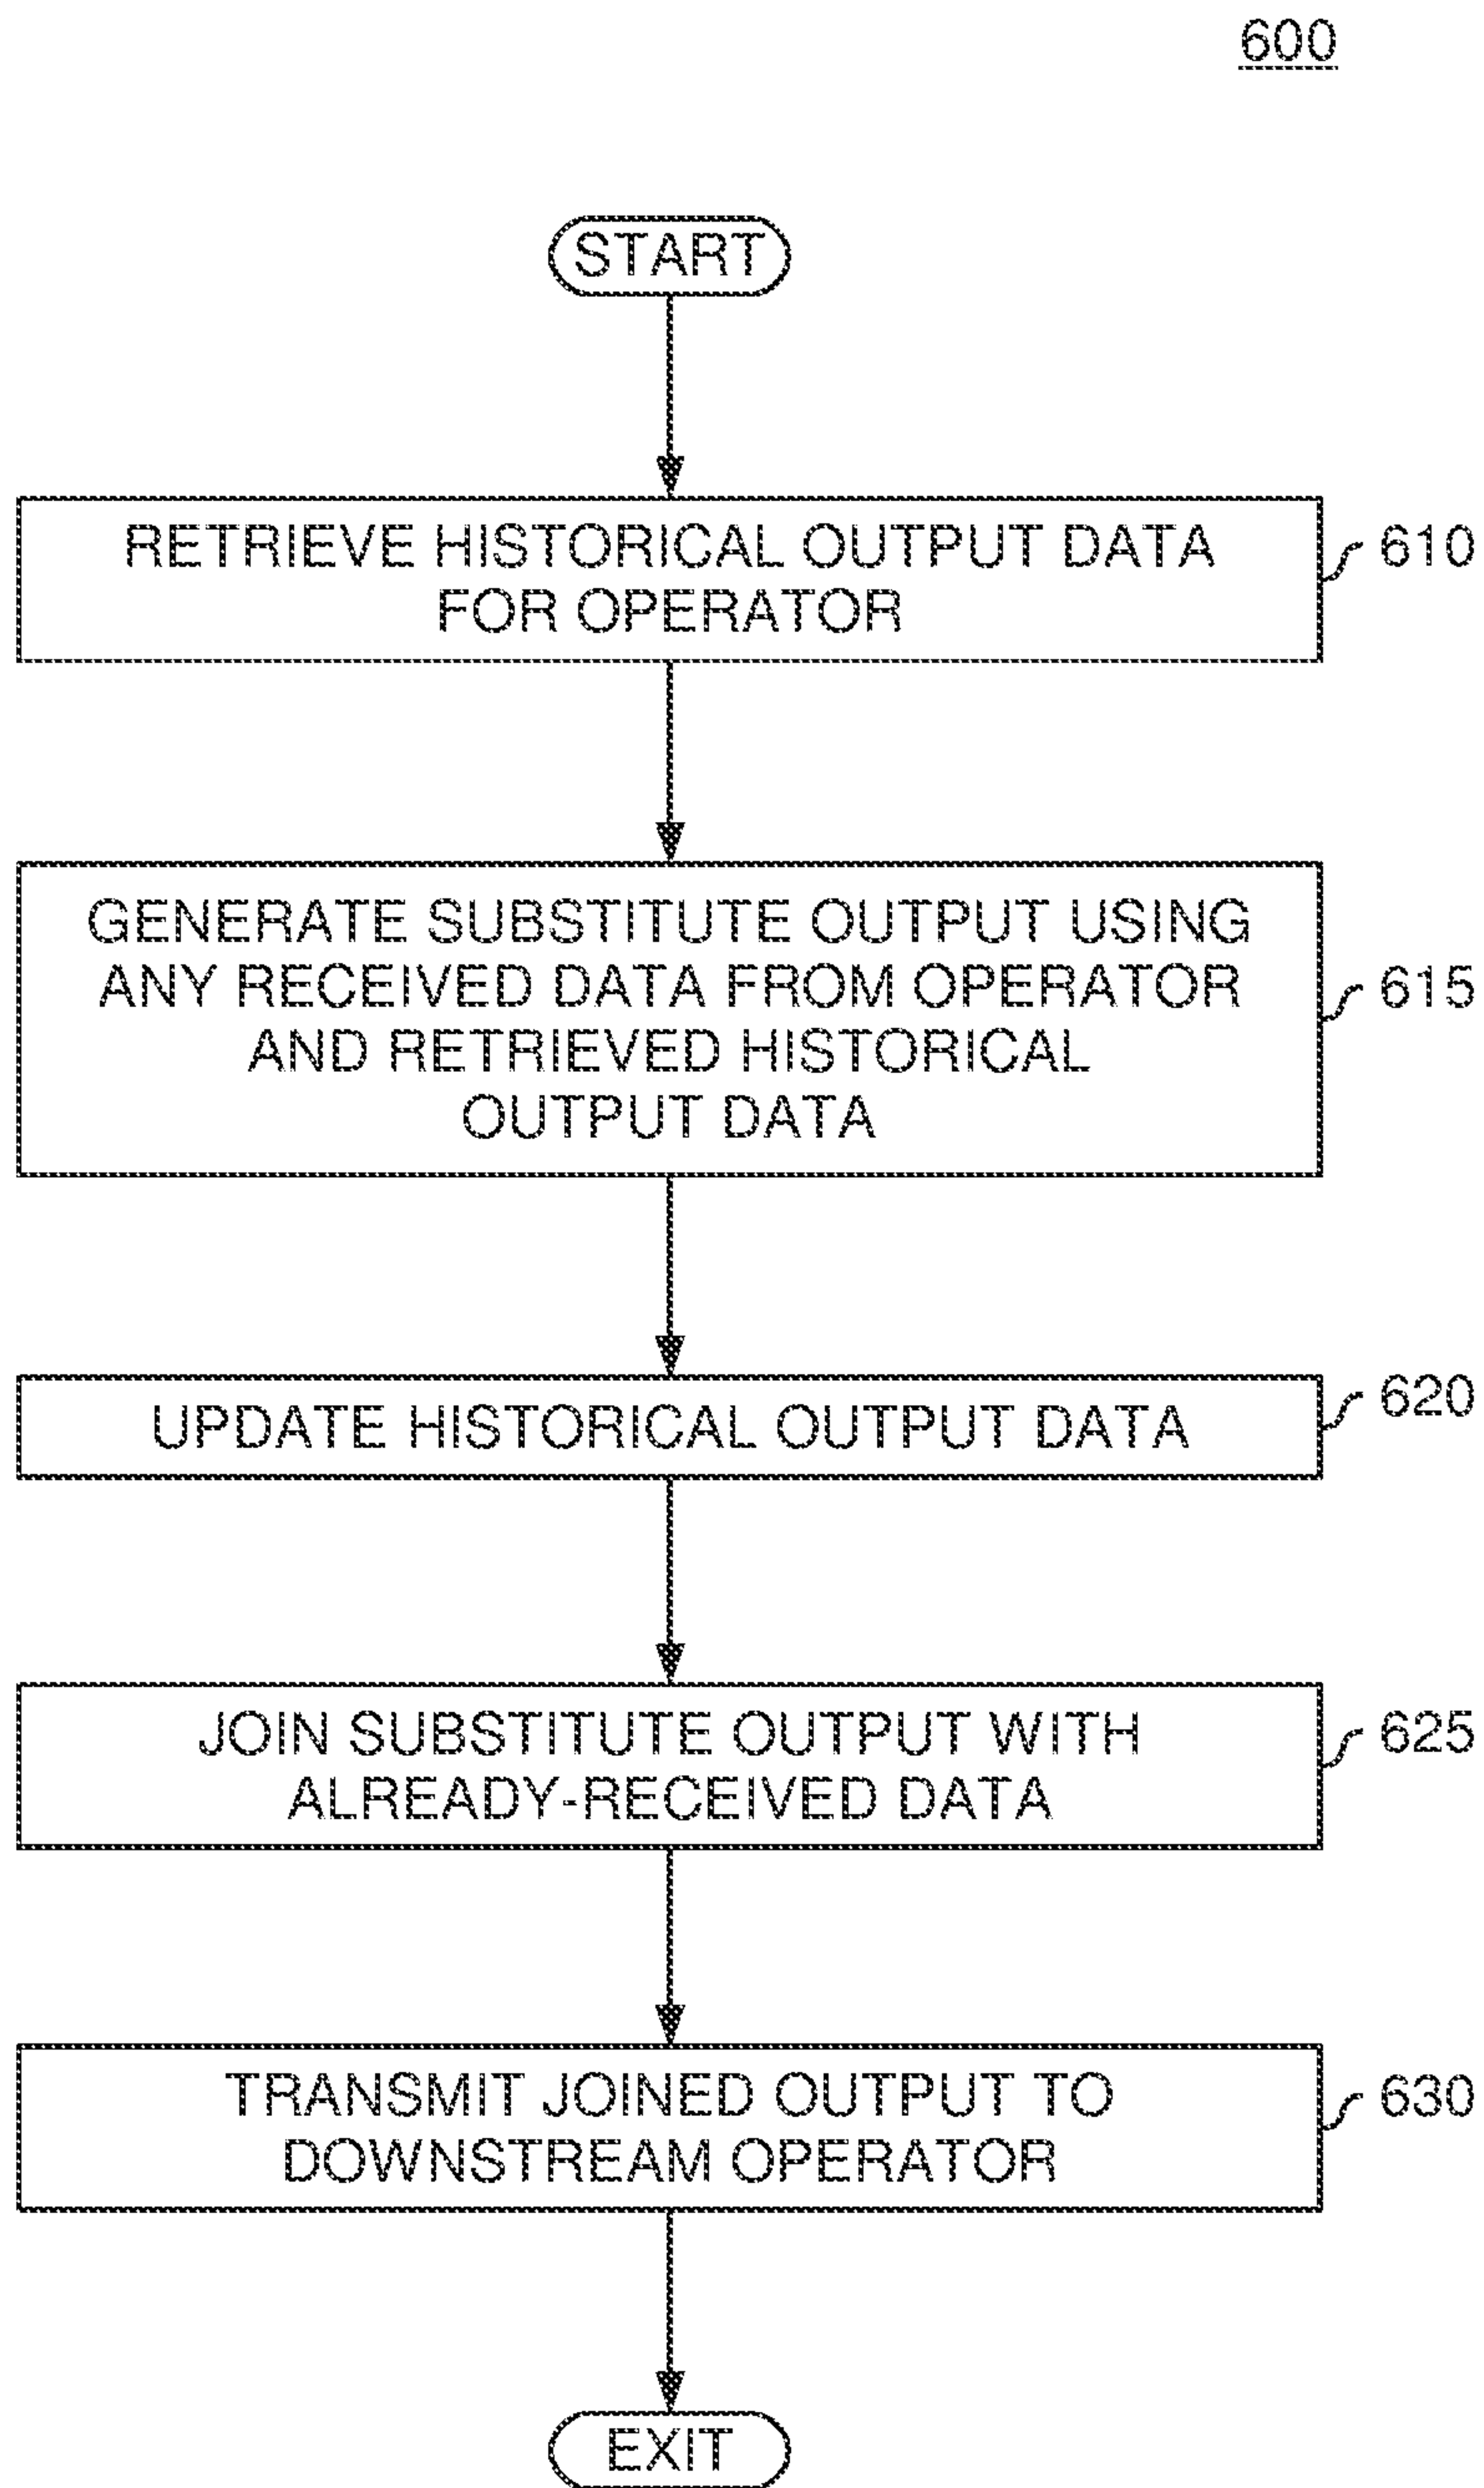 600
START
RETRIEVE HISTORICAL OUTPUT DATA
FOR OPERATOR
610
GENERATE SUBSTITUTE OUTPUT USING
ANY RECEIVED DATA FROM OPERATOR
AND RETRIEVED HISTORICAL
OUTPUT DATA
615
UPDATE HISTORICAL OUTPUT DATA
620
JOIN SUBSTITUTE OUTPUT WITH
ALREADY-RECEIVED DATA
625
TRANSMIT JOINED OUTPUT TO
DOWNSTREAM OPERATOR
630
EXIT